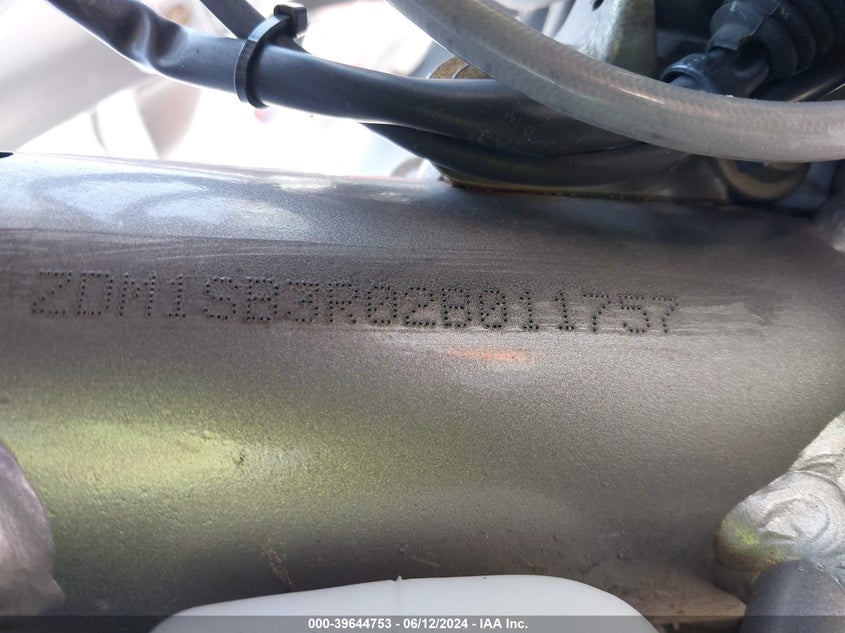 ZDM1SB3R02B011757
000-39644753 - 06/12/2024 - IAA Inc.